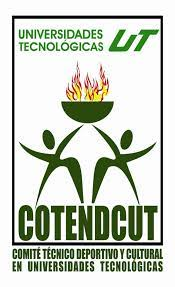 UNIVERSIDADES
TECNOLÓGICAS UT
COTENDCUT
COMITÉ TÉCNICO DEPORTIVO Y CULTURAL
EN UNIVERSIDADES TECNOLÓGICAS